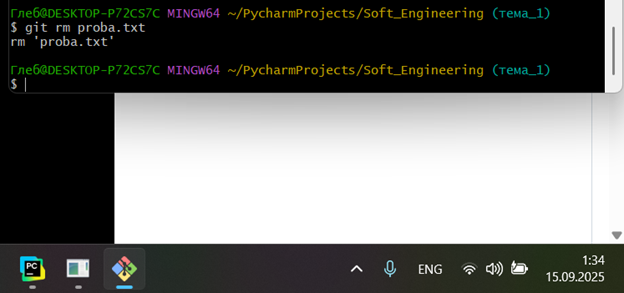 Глеб@DESKTOP-P72CS7C MINGW64 ~/PycharmProjects/Soft_Engineering (тема_1)
$ git rm proba.txt
rm 'proba.txt'
Глеб@DESKTOP-P72CS7C MINGW64 ~/PycharmProjects/Soft_Engineering (тема_1)
$
PC
ENG
1:34
15.09.2025